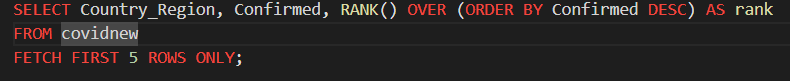 SELECT Country_Region, Confirmed, RANK() OVER (ORDER BY Confirmed DESC) AS rank
FROM covidnew
FETCH FIRST 5 ROWS ONLY;